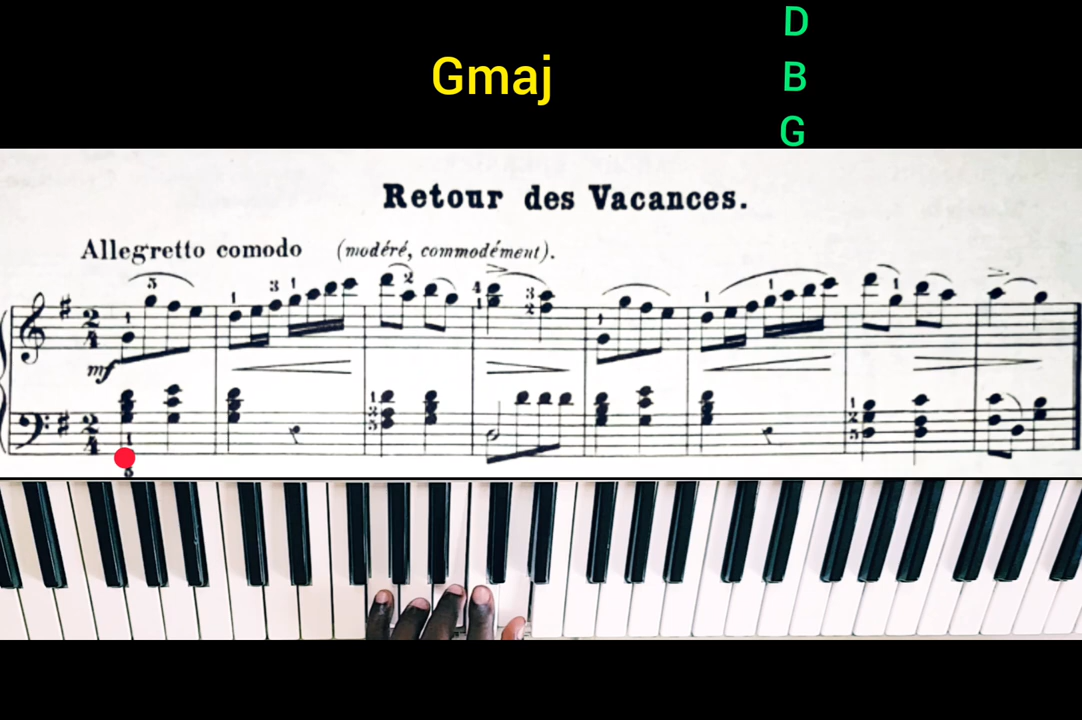 Gmaj
D
B
G
Retour des Vacances.
Allegretto comodo (modéré, commodément).
mf